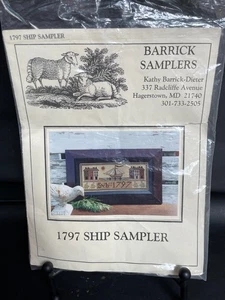 1797 SHIP SAMPLER
BARRICK
SAMPLERS
Kathy Barrick-Dieter
337 Radcliffe Avenue
Hagerstown, MD 21740
301-733-2505
1797
1797 SHIP SAMPLER